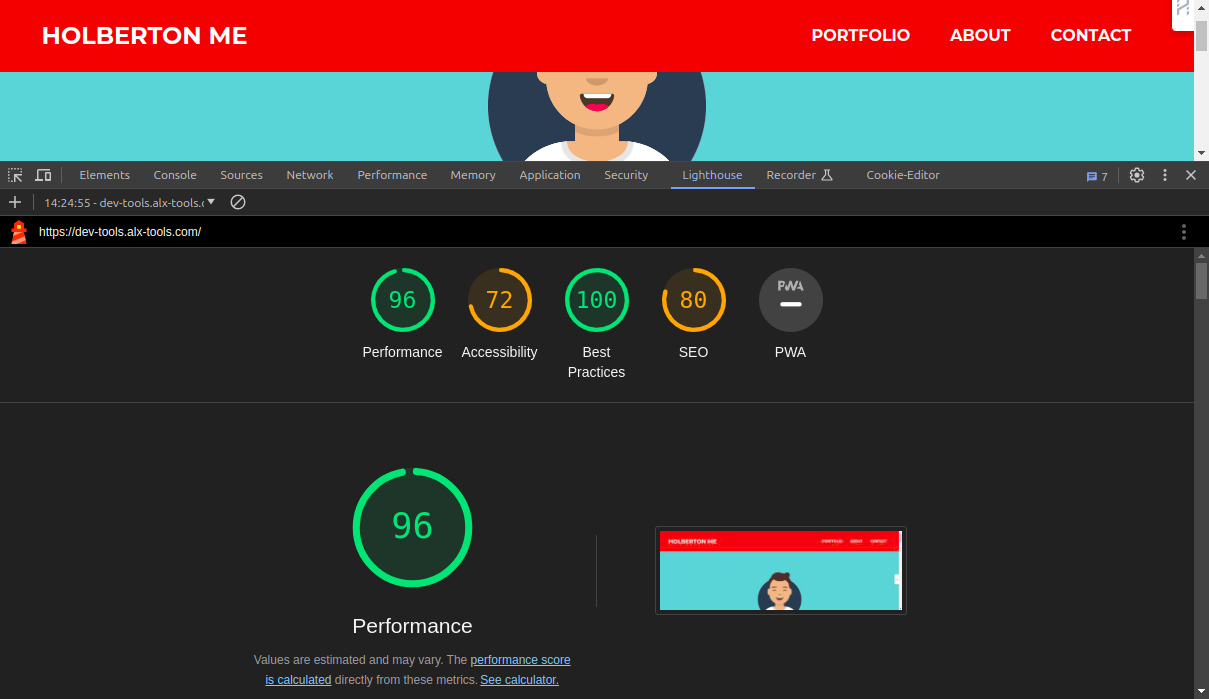 HOLBERTON ME PORTFOLIO ABOUT CONTACT
Elements Console Sources Network Performance Memory Application Security Lighthouse Recorder Cookie-Editor 7
14:24:55 - dev-tools.alx-tools.c
https://dev-tools.alx-tools.com/
96 72 100 80 PWA
Performance Accessibility Best Practices SEO PWA
96
HOLBERTON ME PORTFOLIO ABOUT CONTACT
Performance
Values are estimated and may vary. The performance score
is calculated directly from these metrics. See calculator.